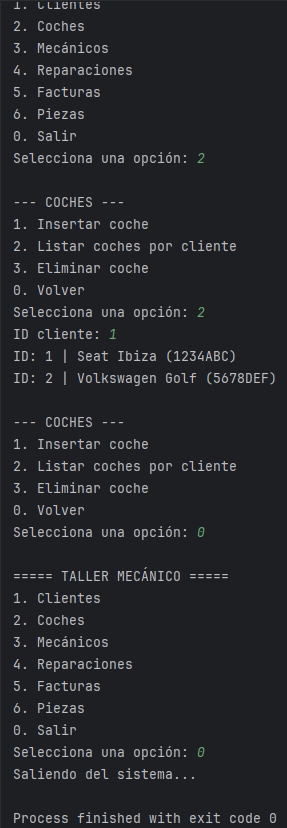 1. Clientes
2. Coches
3. Mecánicos
4. Reparaciones
5. Facturas
6. Piezas
0. Salir
Selecciona una opción: 2

--- COCHES ---
1. Insertar coche
2. Listar coches por cliente
3. Eliminar coche
0. Volver
Selecciona una opción: 2
ID cliente: 1
ID: 1 | Seat Ibiza (1234ABC)
ID: 2 | Volkswagen Golf (5678DEF)

--- COCHES ---
1. Insertar coche
2. Listar coches por cliente
3. Eliminar coche
0. Volver
Selecciona una opción: 0

===== TALLER MECÁNICO =====
1. Clientes
2. Coches
3. Mecánicos
4. Reparaciones
5. Facturas
6. Piezas
0. Salir
Selecciona una opción: 0
Saliendo del sistema...

Process finished with exit code 0